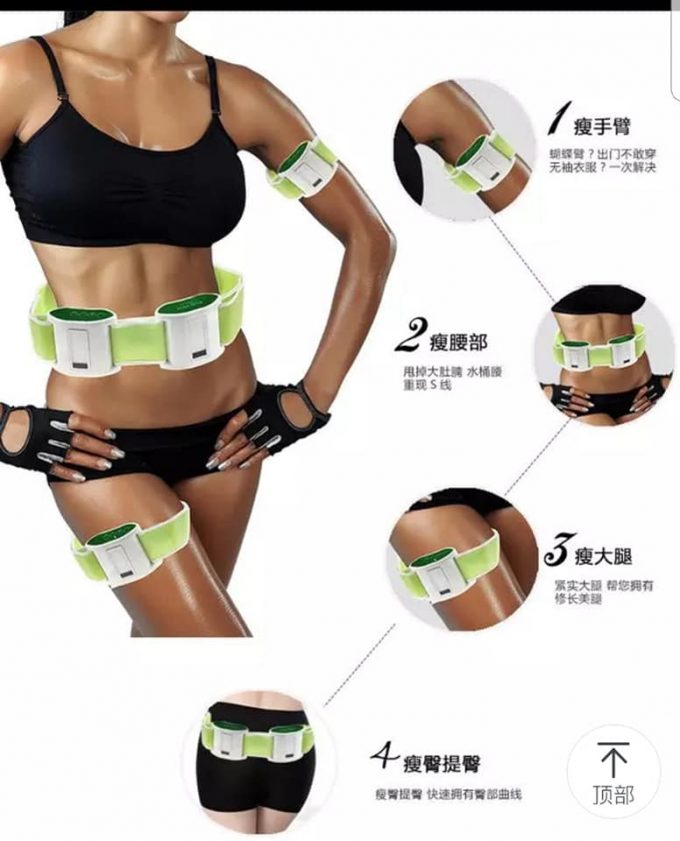 1 瘦手臂
蝴蝶臂？出门不敢穿
无袖衣服？一次解决
2 瘦腰部
甩掉大肚腩 水桶腰
重现S线
3 瘦大腿
紧实大腿 帮您拥有
修长美腿
4 瘦臀提臀
瘦臀提臀 快速拥有臀部曲线
顶部